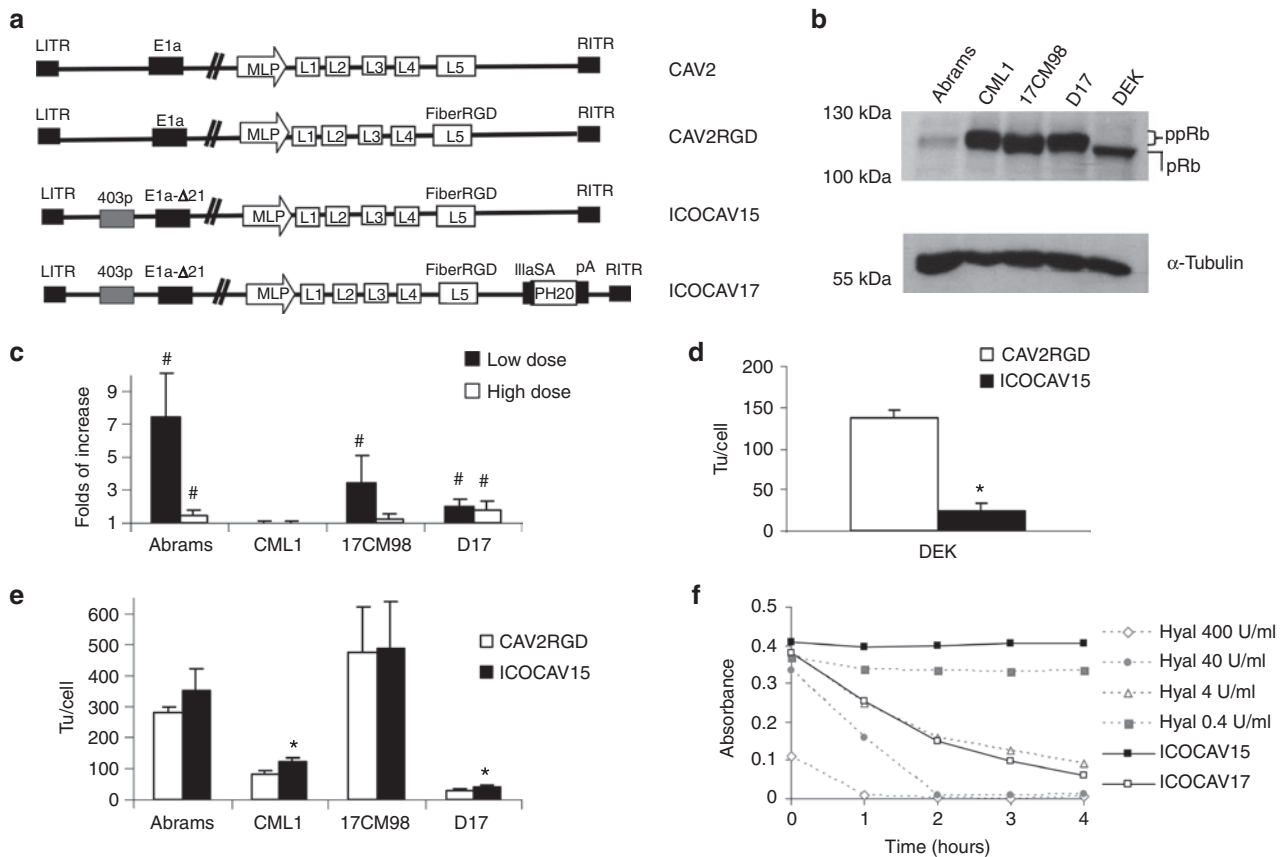 a
LITR E1a MLP L1 L2 L3 L4 L5 RITR CAV2
LITR E1a MLP L1 L2 L3 L4 FiberRGD L5 RITR CAV2RGD
LITR 403p E1a-Δ21 MLP L1 L2 L3 L4 FiberRGD L5 RITR ICOCAV15
LITR 403p E1a-Δ21 MLP L1 L2 L3 L4 FiberRGD L5 IIIaSA PH20 pA RITR ICOCAV17
b
Abrams CML1 17CM98 D17 DEK
130 kDa
ppRb
pRb
100 kDa
α-Tubulin
55 kDa
c
Low dose
High dose
Folds of increase
9
7
5
3
1
# # # # #
Abrams CML1 17CM98 D17
d
CAV2RGD
ICOCAV15
Tu/cell
200
150
100
50
0
*
DEK
e
CAV2RGD
ICOCAV15
Tu/cell
600
500
400
300
200
100
0
* *
Abrams CML1 17CM98 D17
f
Absorbance
0.5
0.4
0.3
0.2
0.1
0
0 1 2 3 4
Time (hours)
Hyal 400 U/ml
Hyal 40 U/ml
Hyal 4 U/ml
Hyal 0.4 U/ml
ICOCAV15
ICOCAV17